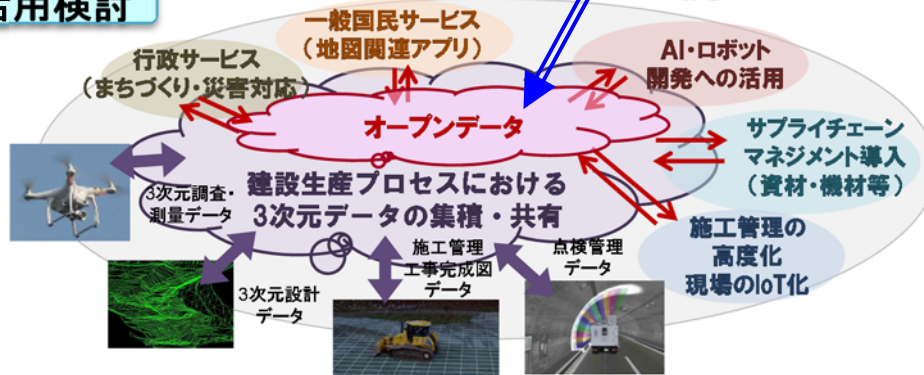 活用検討
一般国民サービス
（地図関連アプリ）
行政サービス
（まちづくり・災害対応）
AI・ロボット
開発への活用
オープンデータ
サプライチェーン
マネジメント導入
（資材・機材等）
建設生産プロセスにおける
3次元データの集積・共有
3次元調査・
測量データ
施工管理の
高度化
現場のIoT化
施工管理
工事完成図
データ
点検管理
データ
3次元設計
データ